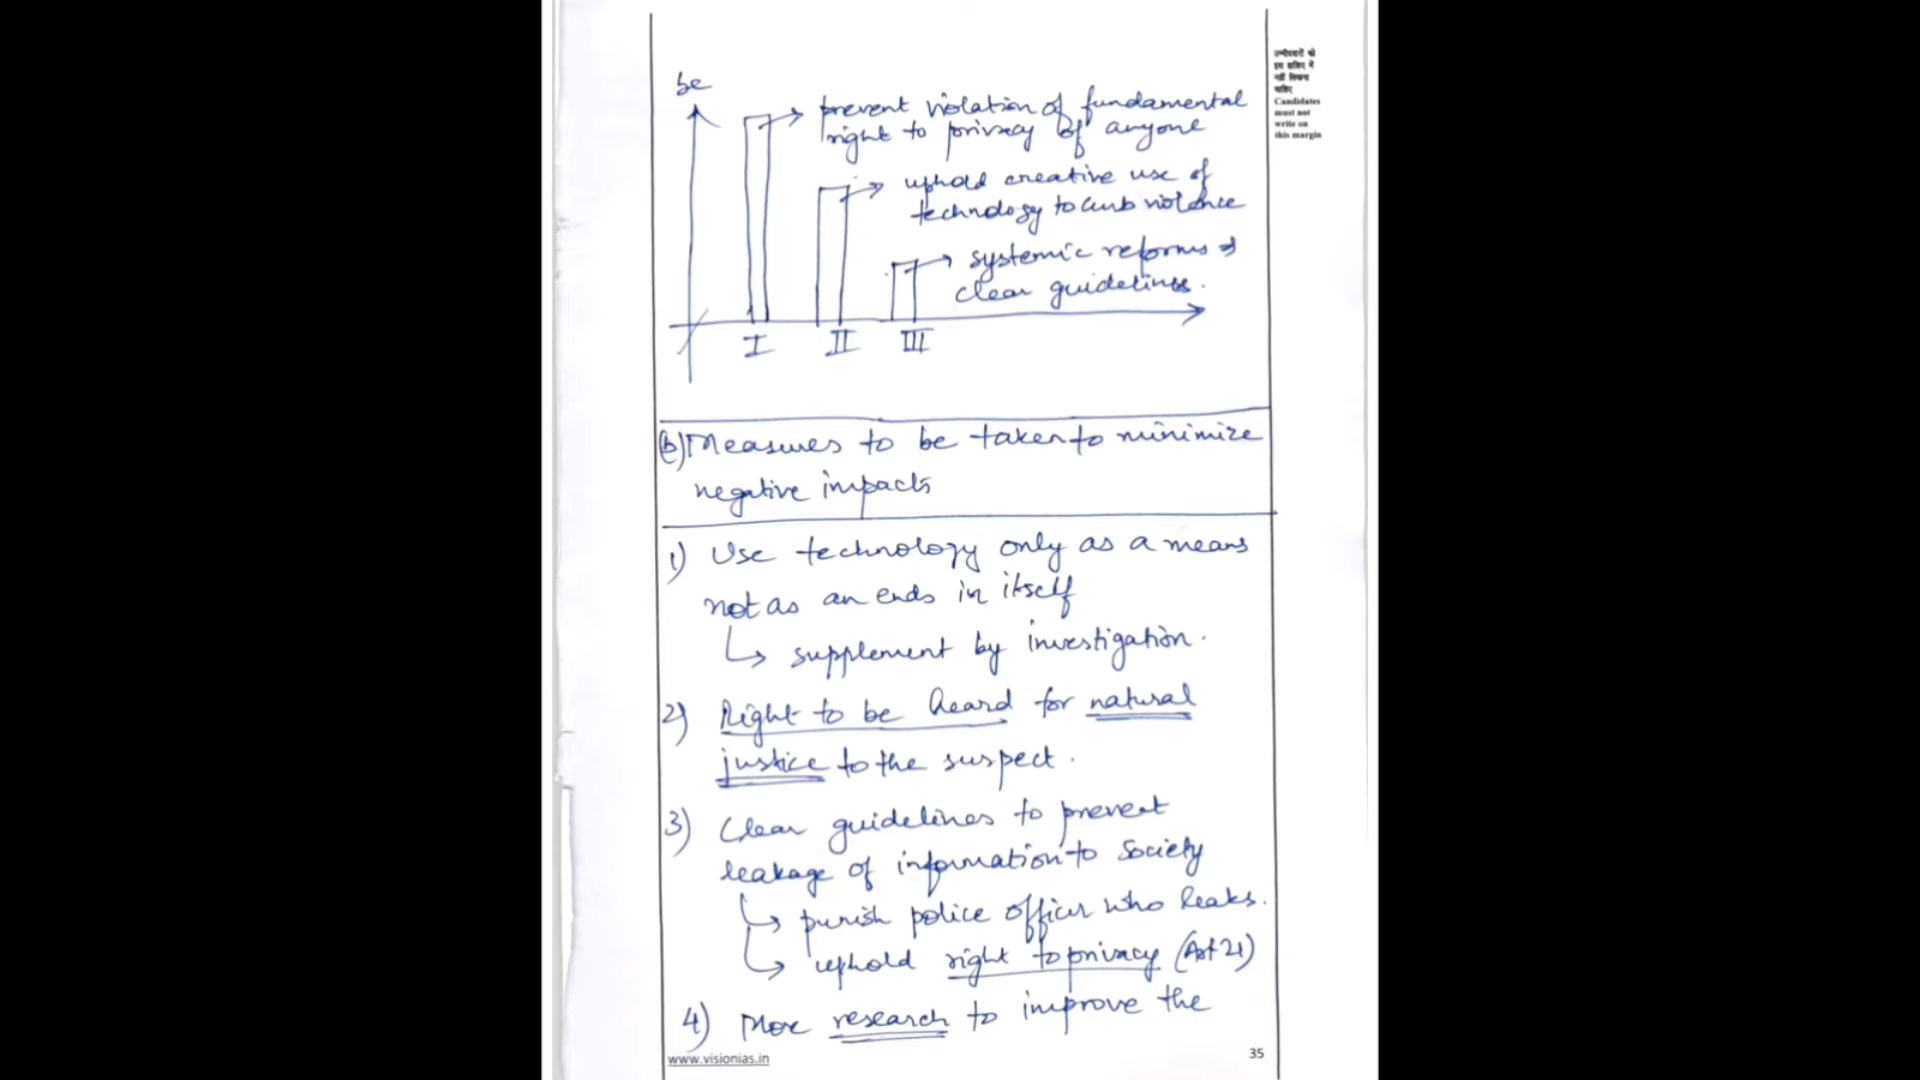 be
prevent violation of fundamental
right to privacy of anyone
uphold creative use of
technology to curb violence
systemic reforms &
clear guidelines.
I II III
(b) Measures to be taken to minimize
negative impacts
1) Use technology only as a means
not as an ends in itself
supplement by investigation.
2) Right to be heard for natural
justice to the suspect.
3) Clear guidelines to prevent
leakage of information to society
punish police officer who leaks.
uphold right to privacy (Art 21)
4) More research to improve the
www.visionias.in
35
उम्मीदवारों को
इस हाशिए में
नहीं लिखना
चाहिए
Candidates
must not
write on
this margin